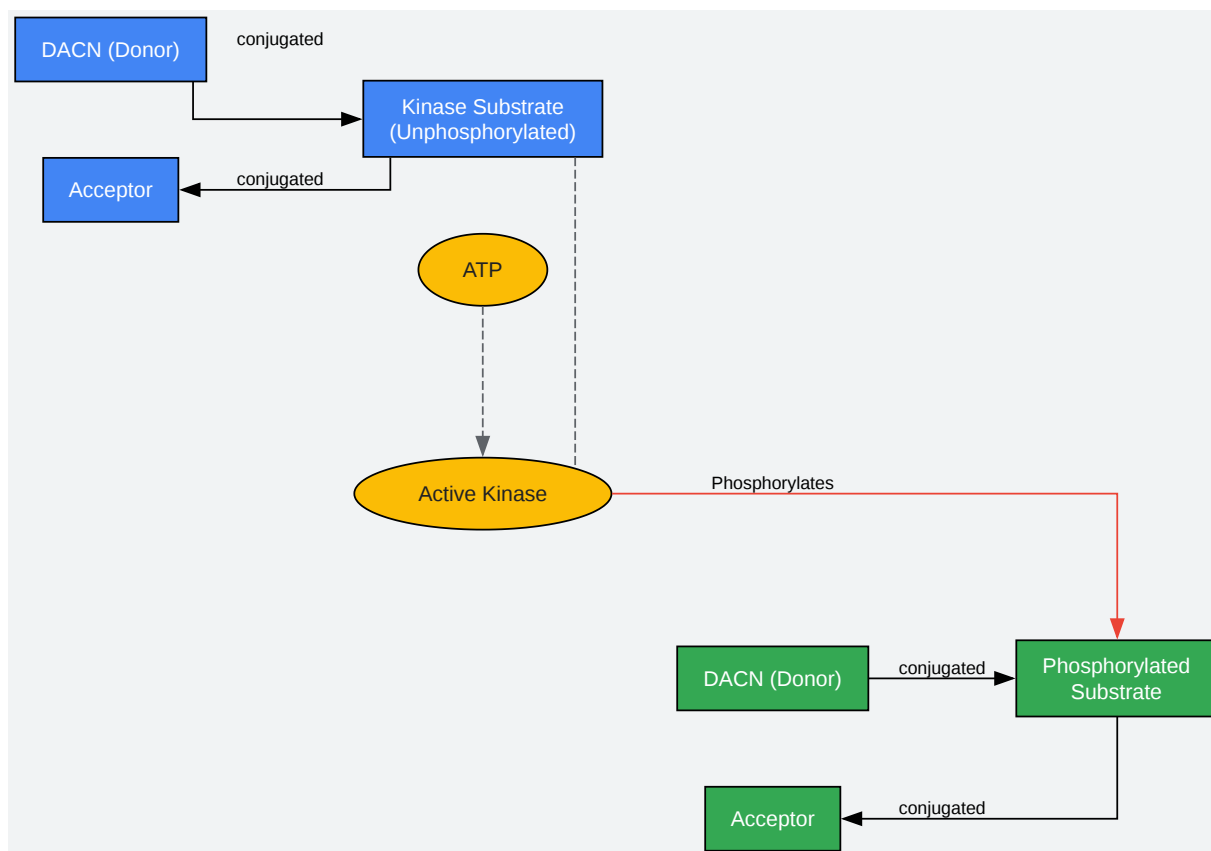 DACN (Donor)
conjugated
Kinase Substrate
(Unphosphorylated)
Acceptor
conjugated
ATP
Active Kinase
Phosphorylates
DACN (Donor)
conjugated
Phosphorylated
Substrate
Acceptor
conjugated